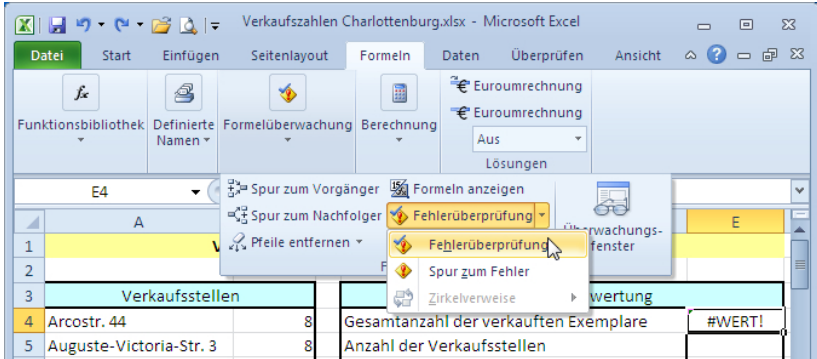 Verkaufszahlen Charlottenburg.xlsx - Microsoft Excel
Datei Start Einfügen Seitenlayout Formeln Daten Überprüfen Ansicht
fx
Funktionsbibliothek
Definierte Namen
Formelüberwachung
Berechnung
Euroumrechnung
Euroumrechnung
Aus
Lösungen
E4
Spur zum Vorgänger
Spur zum Nachfolger
Pfeile entfernen
Formeln anzeigen
Fehlerüberprüfung
fenster
Fehlerüberprüfung
Spur zum Fehler
Zirkelverweise
A E
1
2
3 Verkaufsstellen wertung
4 Arcostr. 44 8 Gesamtanzahl der verkauften Exemplare #WERT!
5 Auguste-Victoria-Str. 3 8 Anzahl der Verkaufsstellen